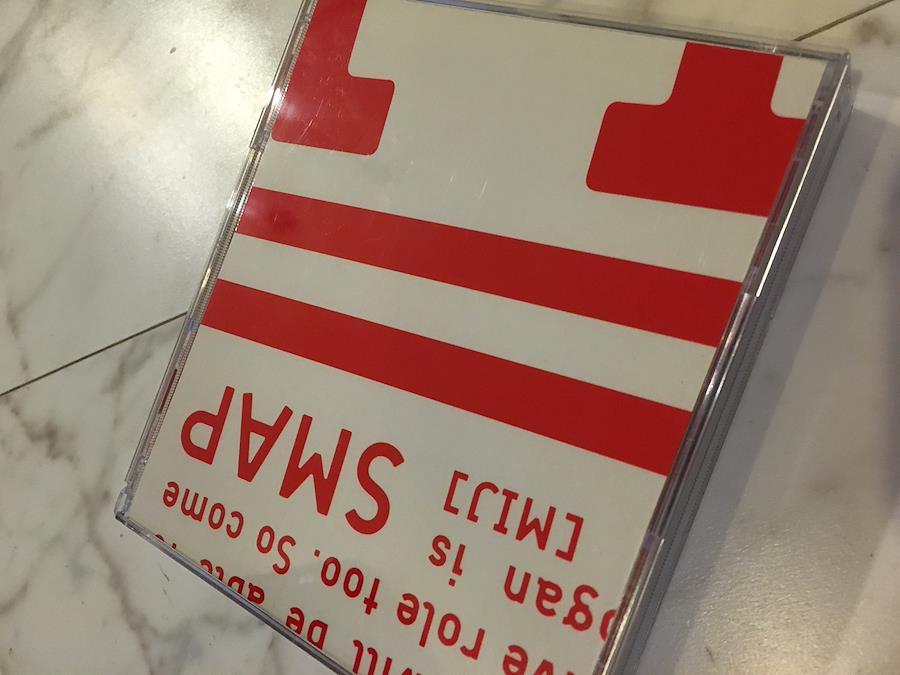 will be able
ve role too. So come
ogan is
[MIJ] SMAP